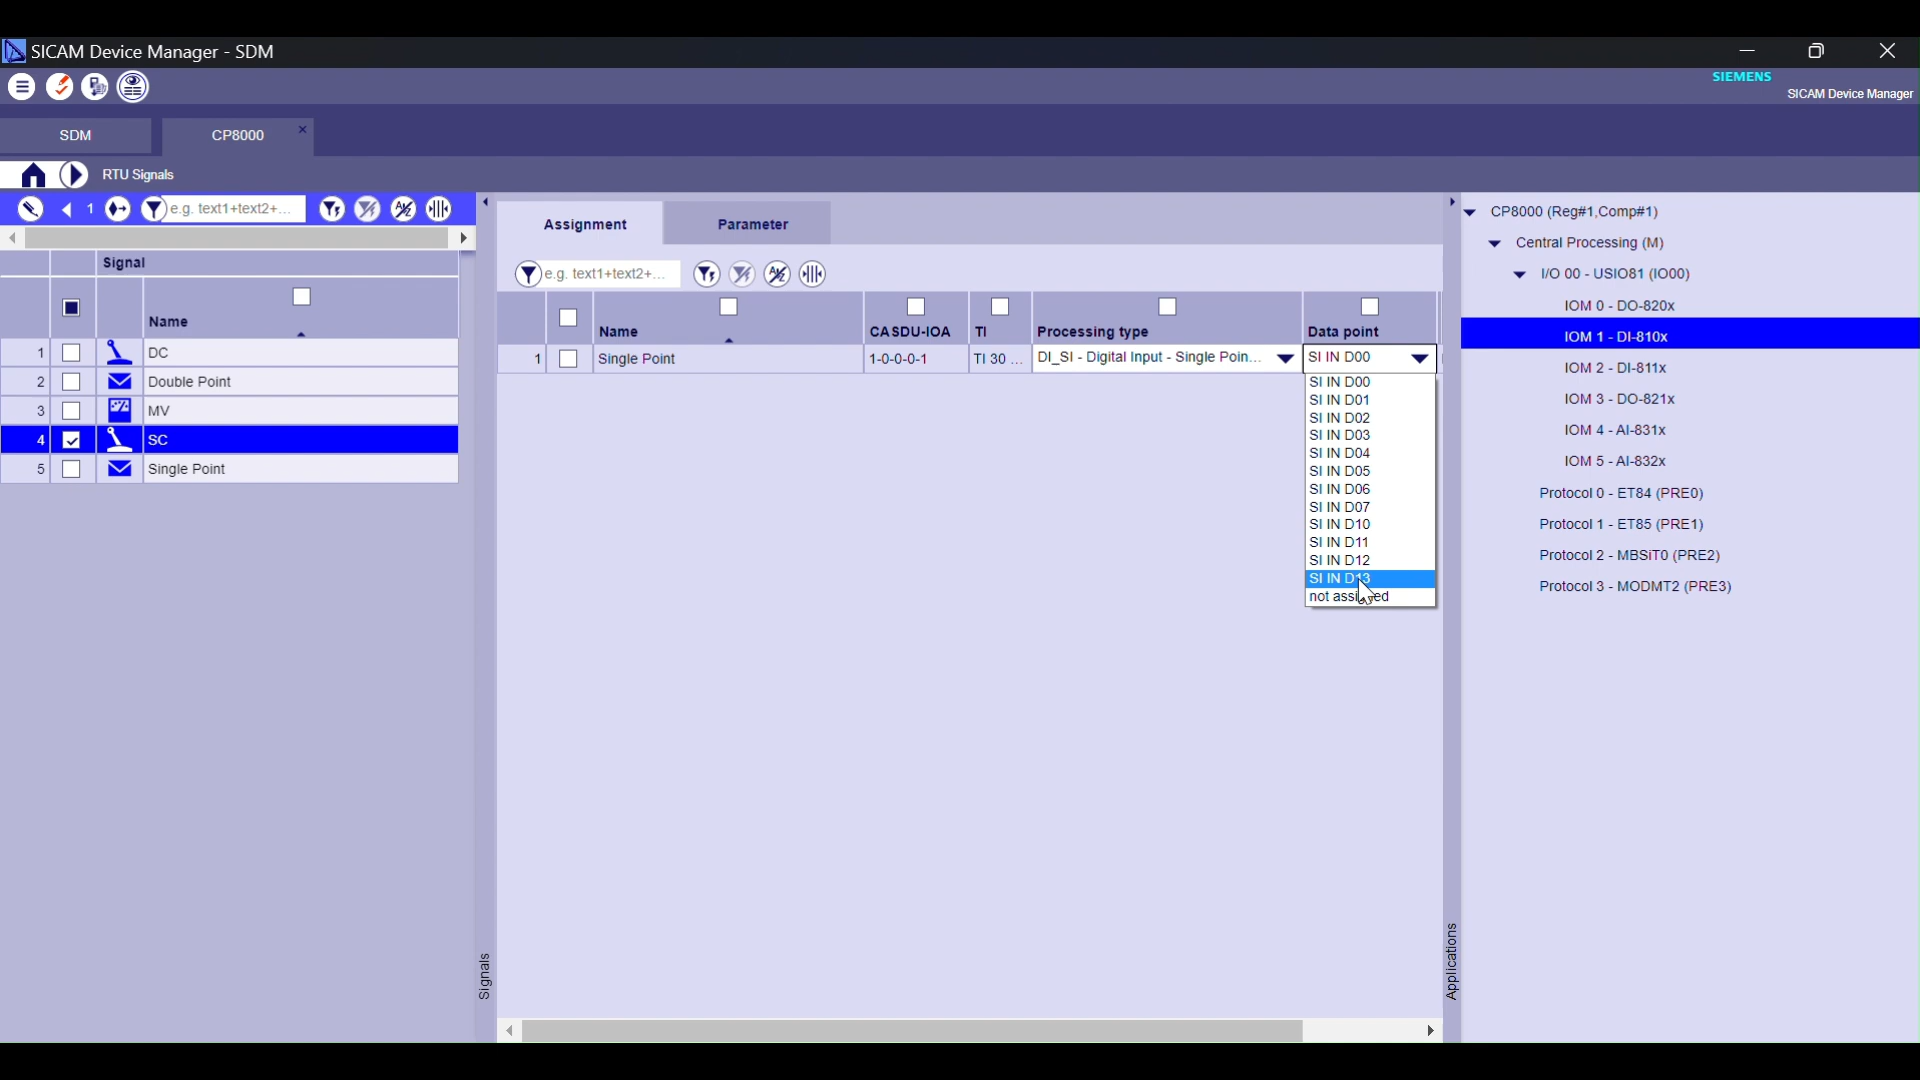 SICAM Device Manager - SDM
SIEMENS
SICAM Device Manager
SDM
CP8000
RTU Signals
1
e.g. text1+text2+...
Signal
Name
1 DC
2 Double Point
3 MV
4 SC
5 Single Point
Signals
Assignment
Parameter
e.g. text1+text2+...
Name CASDU-IOA TI Processing type Data point
1 Single Point 1-0-0-0-1 TI 30 ... DI_SI - Digital Input - Single Poin... SI IN D00
SI IN D00
SI IN D01
SI IN D02
SI IN D03
SI IN D04
SI IN D05
SI IN D06
SI IN D07
SI IN D10
SI IN D11
SI IN D12
SI IN D13
not assigned
Applications
CP8000 (Reg#1,Comp#1)
Central Processing (M)
I/O 00 - USIO81 (IO00)
IOM 0 - DO-820x
IOM 1 - DI-810x
IOM 2 - DI-811x
IOM 3 - DO-821x
IOM 4 - AI-831x
IOM 5 - AI-832x
Protocol 0 - ET84 (PRE0)
Protocol 1 - ET85 (PRE1)
Protocol 2 - MBSiT0 (PRE2)
Protocol 3 - MODMT2 (PRE3)